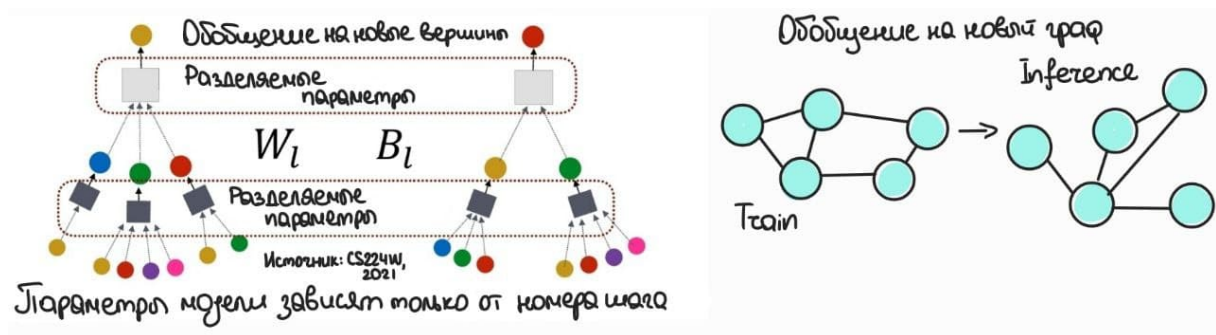 Обобщение на новые вершины
Разделяемые
параметры
W_l B_l
Разделяемые
параметры
Источник: CS224W,
2021
Параметры модели зависят только от номера шага
Обобщение на новый граф
Inference
Train